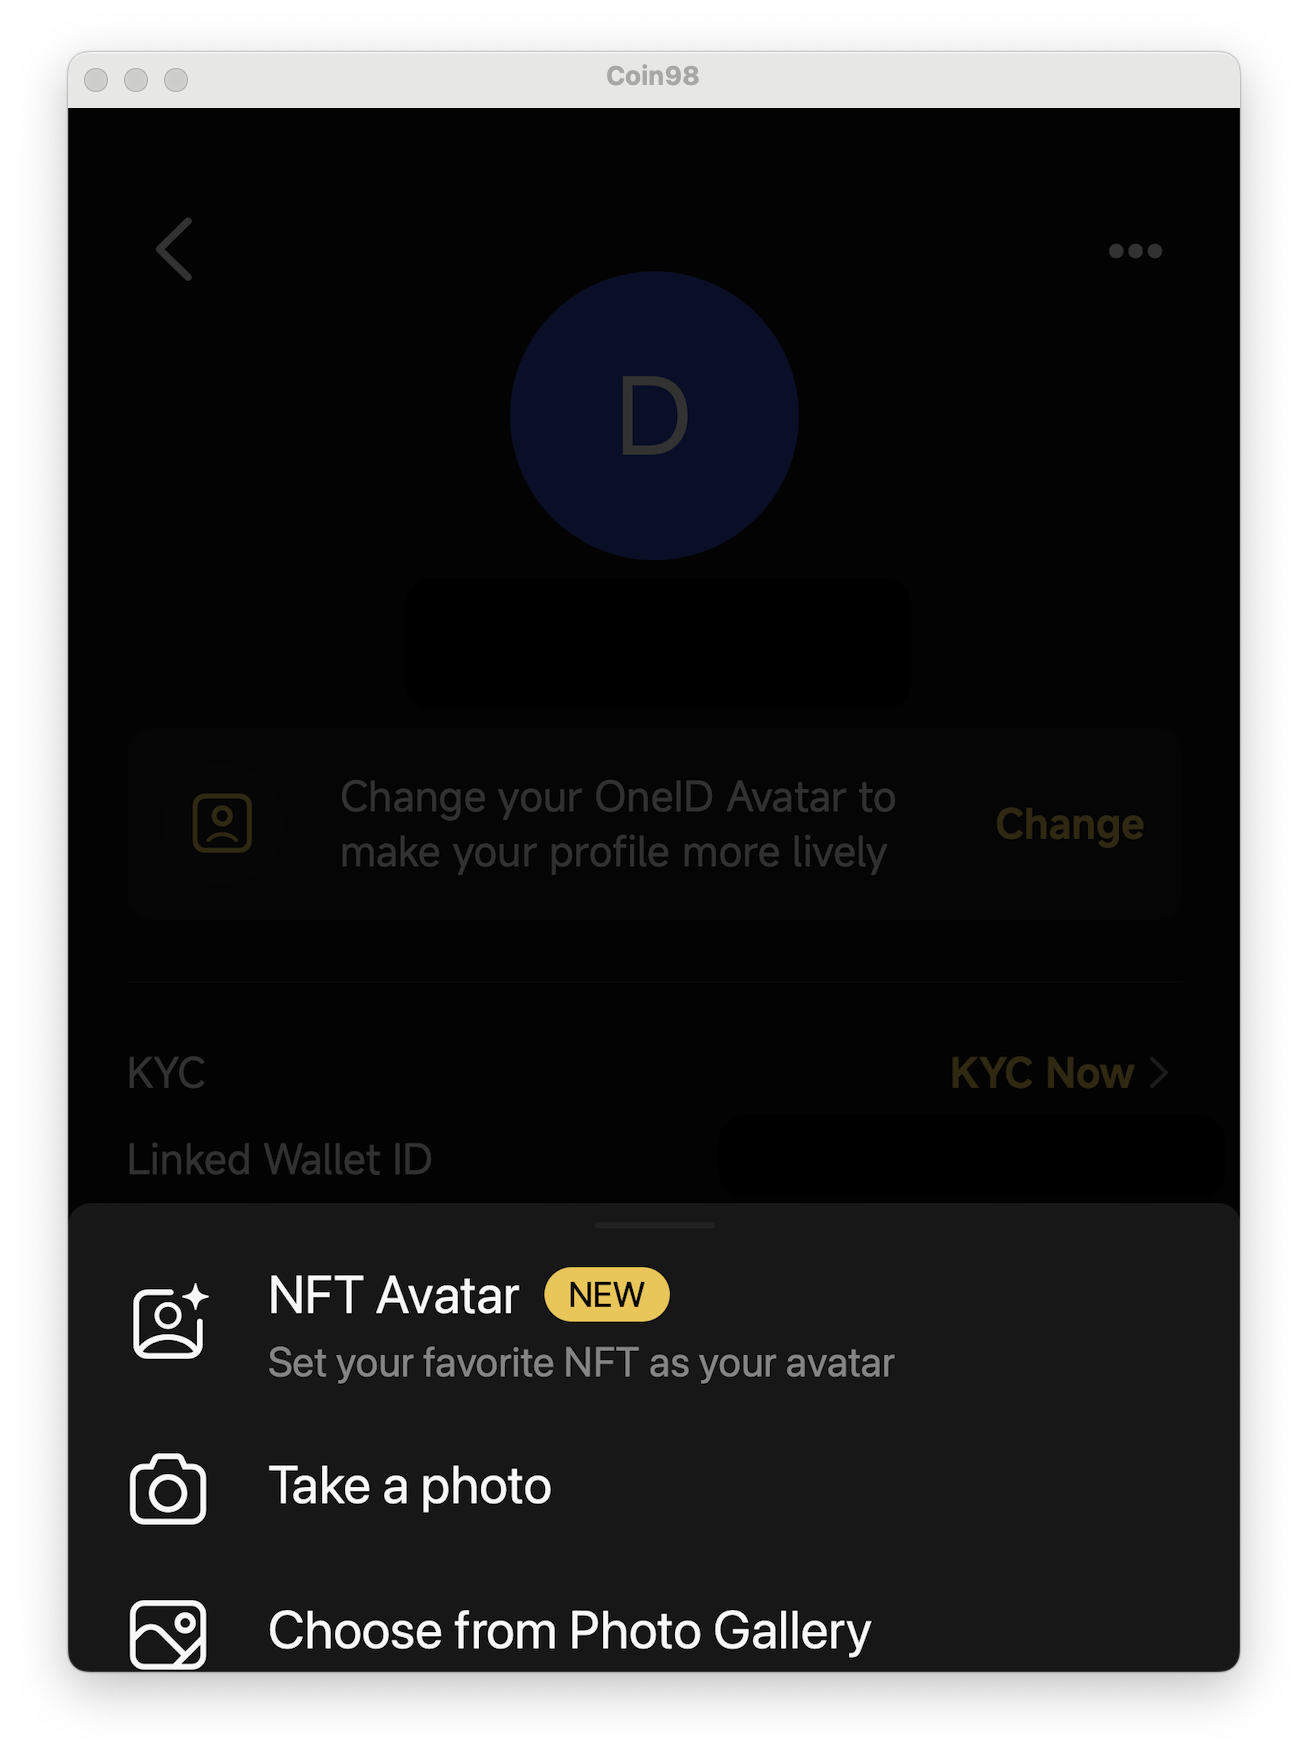 Coin98
D
Change your OneID Avatar to
make your profile more lively
Change
KYC
KYC Now
Linked Wallet ID
NFT Avatar NEW
Set your favorite NFT as your avatar
Take a photo
Choose from Photo Gallery